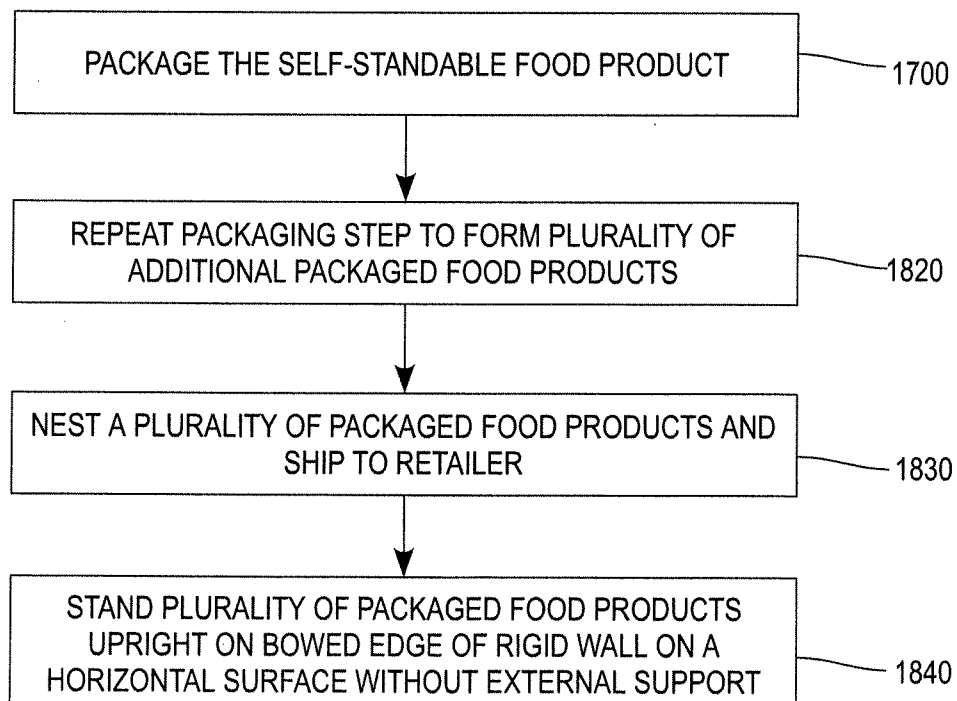 PACKAGE THE SELF-STANDABLE FOOD PRODUCT
1700
REPEAT PACKAGING STEP TO FORM PLURALITY OF
ADDITIONAL PACKAGED FOOD PRODUCTS
1820
NEST A PLURALITY OF PACKAGED FOOD PRODUCTS AND
SHIP TO RETAILER
1830
STAND PLURALITY OF PACKAGED FOOD PRODUCTS
UPRIGHT ON BOWED EDGE OF RIGID WALL ON A
HORIZONTAL SURFACE WITHOUT EXTERNAL SUPPORT
1840